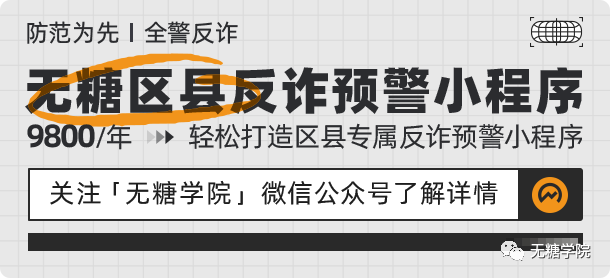 防范为先 | 全警反诈
无糖区县反诈预警小程序
9800/年 轻松打造区县专属反诈预警小程序
关注「无糖学院」微信公众号了解详情
无糖学院